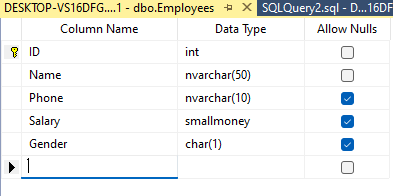 DESKTOP-VS16DFG....1 - dbo.Employees SQLQuery2.sql - D...16DF
Column Name Data Type Allow Nulls
ID int
Name nvarchar(50)
Phone nvarchar(10)
Salary smallmoney
Gender char(1)